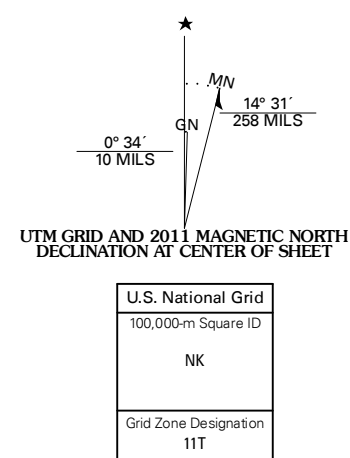 ★
MN
GN
14° 31´
258 MILS
0° 34´
10 MILS
UTM GRID AND 2011 MAGNETIC NORTH
DECLINATION AT CENTER OF SHEET
U.S. National Grid
100,000-m Square ID
NK
Grid Zone Designation
11T